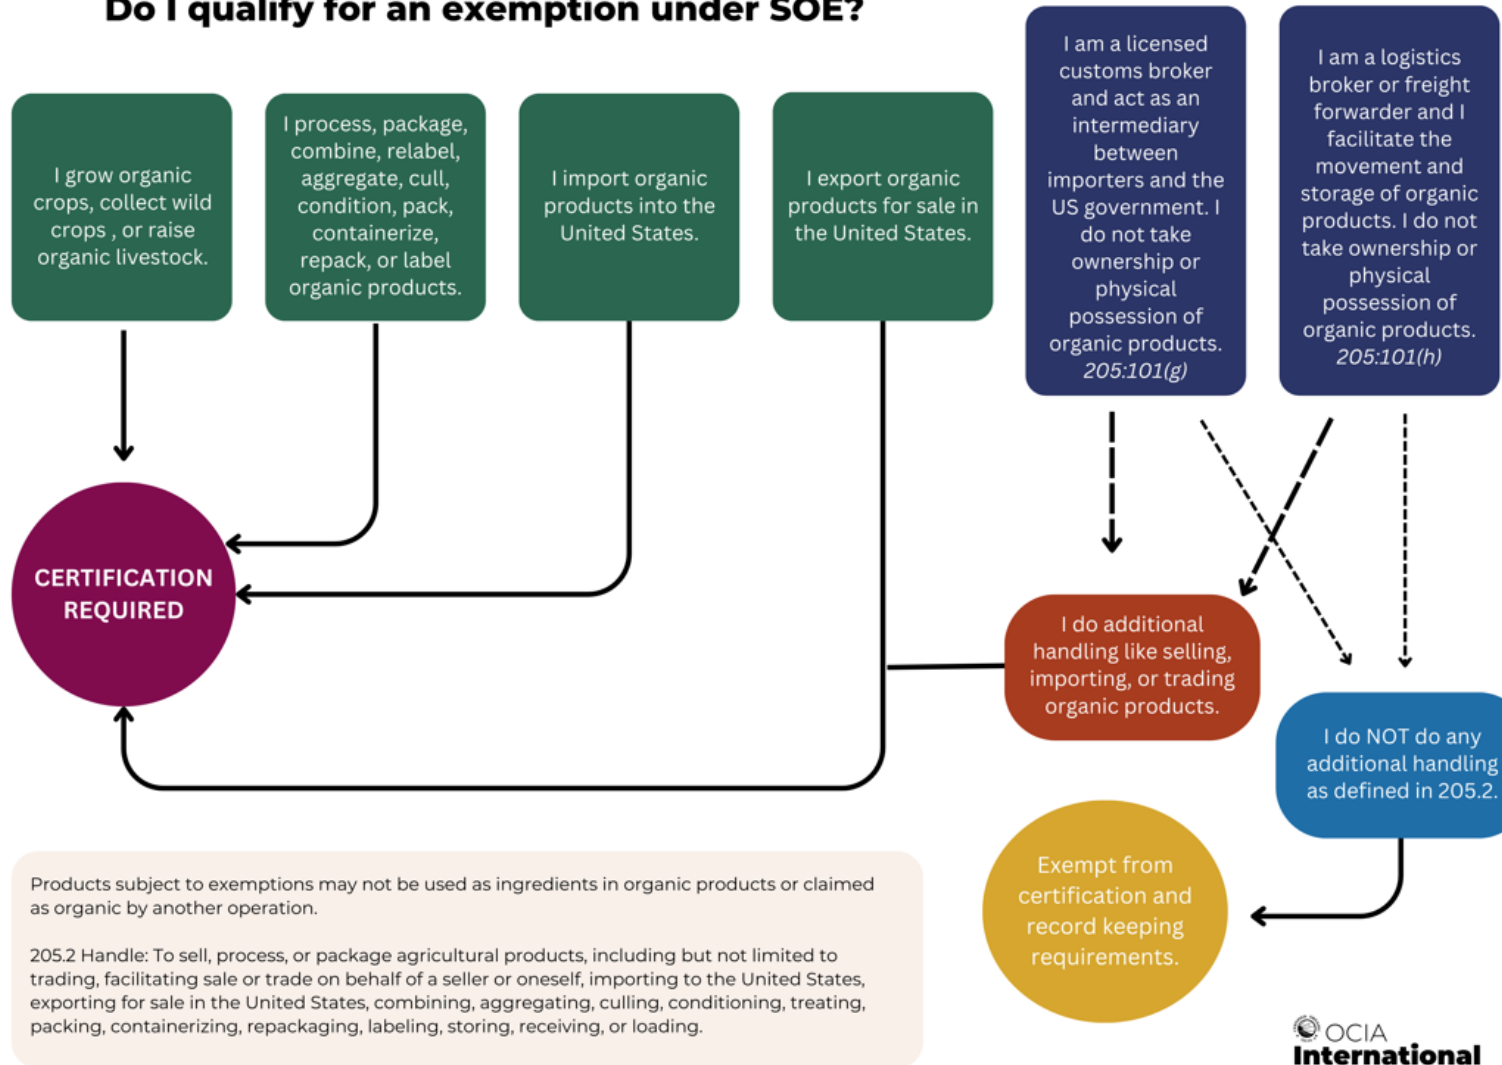 Do I qualify for an exemption under SOE?
I grow organic
crops, collect wild
crops , or raise
organic livestock.
I process, package,
combine, relabel,
aggregate, cull,
condition, pack,
containerize,
repack, or label
organic products.
I import organic
products into the
United States.
I export organic
products for sale in
the United States.
I am a licensed
customs broker
and act as an
intermediary
between
importers and the
US government. I
do not take
ownership or
physical
possession of
organic products.
205:101(g)
I am a logistics
broker or freight
forwarder and I
facilitate the
movement and
storage of organic
products. I do not
take ownership or
physical
possession of
organic products.
205:101(h)
CERTIFICATION
REQUIRED
I do additional
handling like selling,
importing, or trading
organic products.
I do NOT do any
additional handling
as defined in 205.2.
Exempt from
certification and
record keeping
requirements.
Products subject to exemptions may not be used as ingredients in organic products or claimed
as organic by another operation.
205.2 Handle: To sell, process, or package agricultural products, including but not limited to
trading, facilitating sale or trade on behalf of a seller or oneself, importing to the United States,
exporting for sale in the United States, combining, aggregating, culling, conditioning, treating,
packing, containerizing, repackaging, labeling, storing, receiving, or loading.
OCIA
International